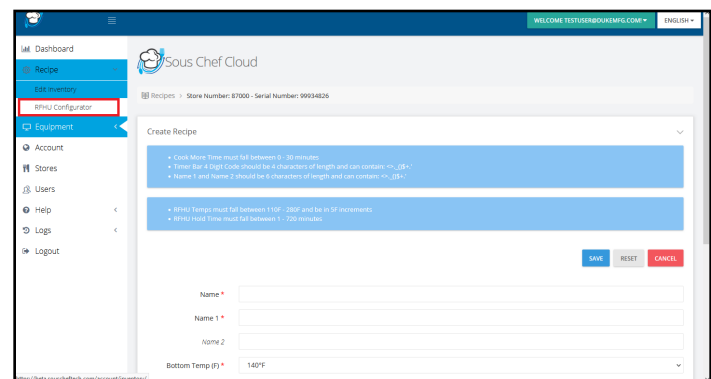 WELCOME TESTUSER@DUKEMFG.COM!
ENGLISH
Dashboard
Sous Chef Cloud
Recipe
Edit Inventory
Recipes > Store Number: 87000 - Serial Number: 99934826
RFHU Configurator
Equipment
Create Recipe
Account
• Cook More Time must fall between 0 - 30 minutes
• Timer Bar 4 Digit Code should be 4 characters of length and can contain: <>-_()$+.'
• Name 1 and Name 2 should be 6 characters of length and can contain: <>-_()$+.'
Stores
Users
Help
• RFHU Temps must fall between 110F - 280F and be in 5F increments
• RFHU Hold Time must fall between 1 - 720 minutes
Logs
Logout
SAVE RESET CANCEL
Name *
Name 1 *
Name 2
Bottom Temp (F) * 140°F